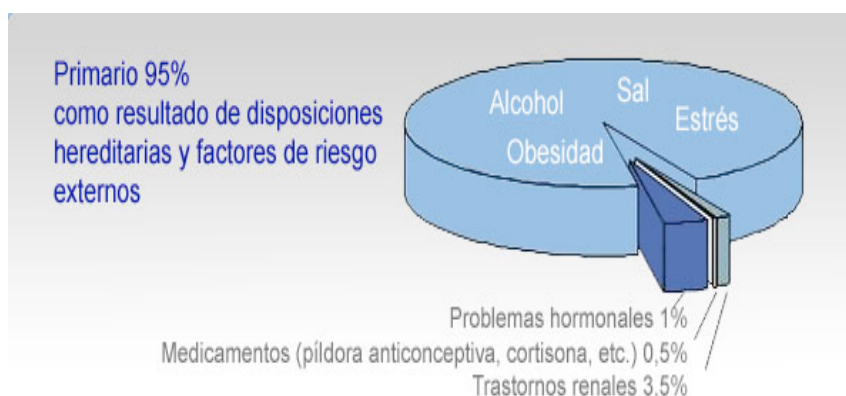 Primario 95%
como resultado de disposiciones
hereditarias y factores de riesgo
externos
Alcohol
Sal
Estrés
Obesidad
Problemas hormonales 1%
Medicamentos (píldora anticonceptiva, cortisona, etc.) 0,5%
Trastornos renales 3.5%